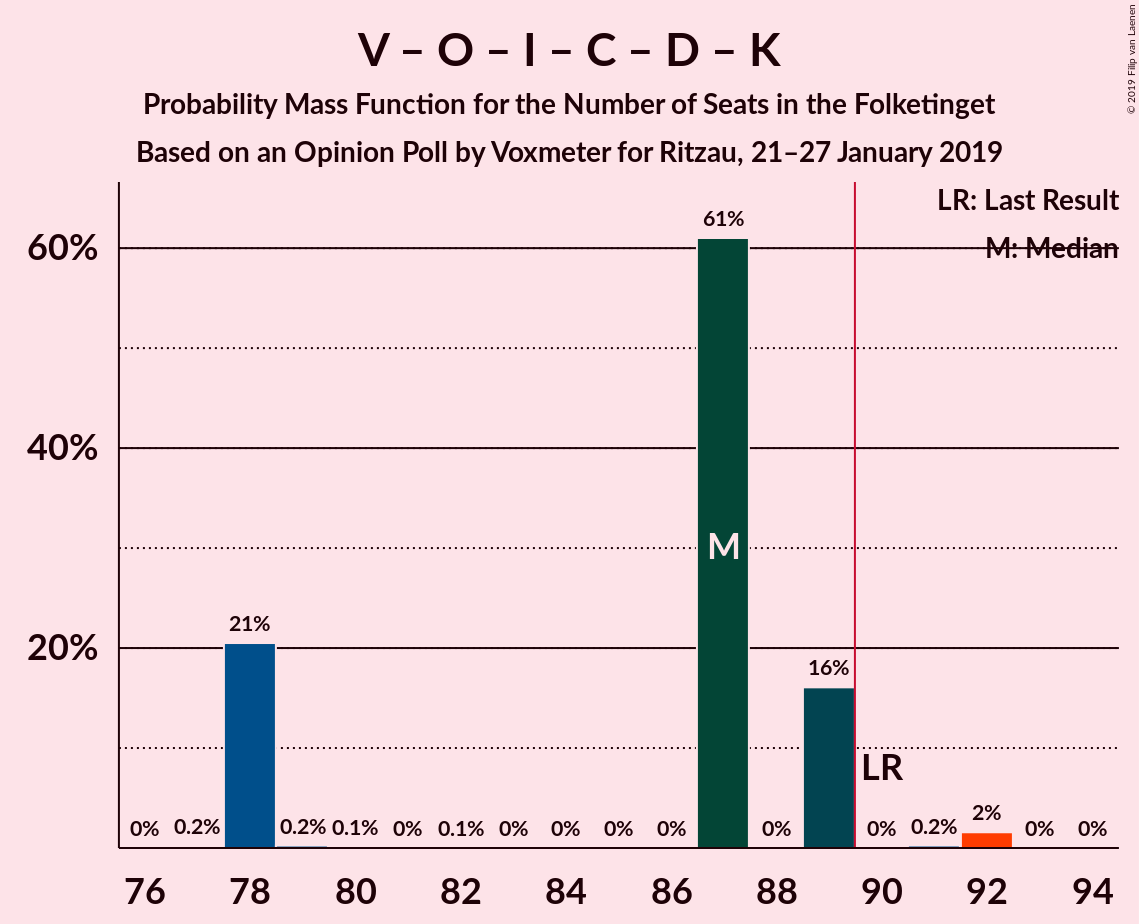 V – O – I – C – D – K
Probability Mass Function for the Number of Seats in the Folketinget
Based on an Opinion Poll by Voxmeter for Ritzau, 21–27 January 2019
© 2019 Filip van Laenen
LR: Last Result
M: Median
60%
40%
20%
61%
21%
16%
M
LR
0% 0.2% 0.2% 0.1% 0% 0.1% 0% 0% 0% 0% 0% 0% 0.2% 2% 0% 0%
76 78 80 82 84 86 88 90 92 94